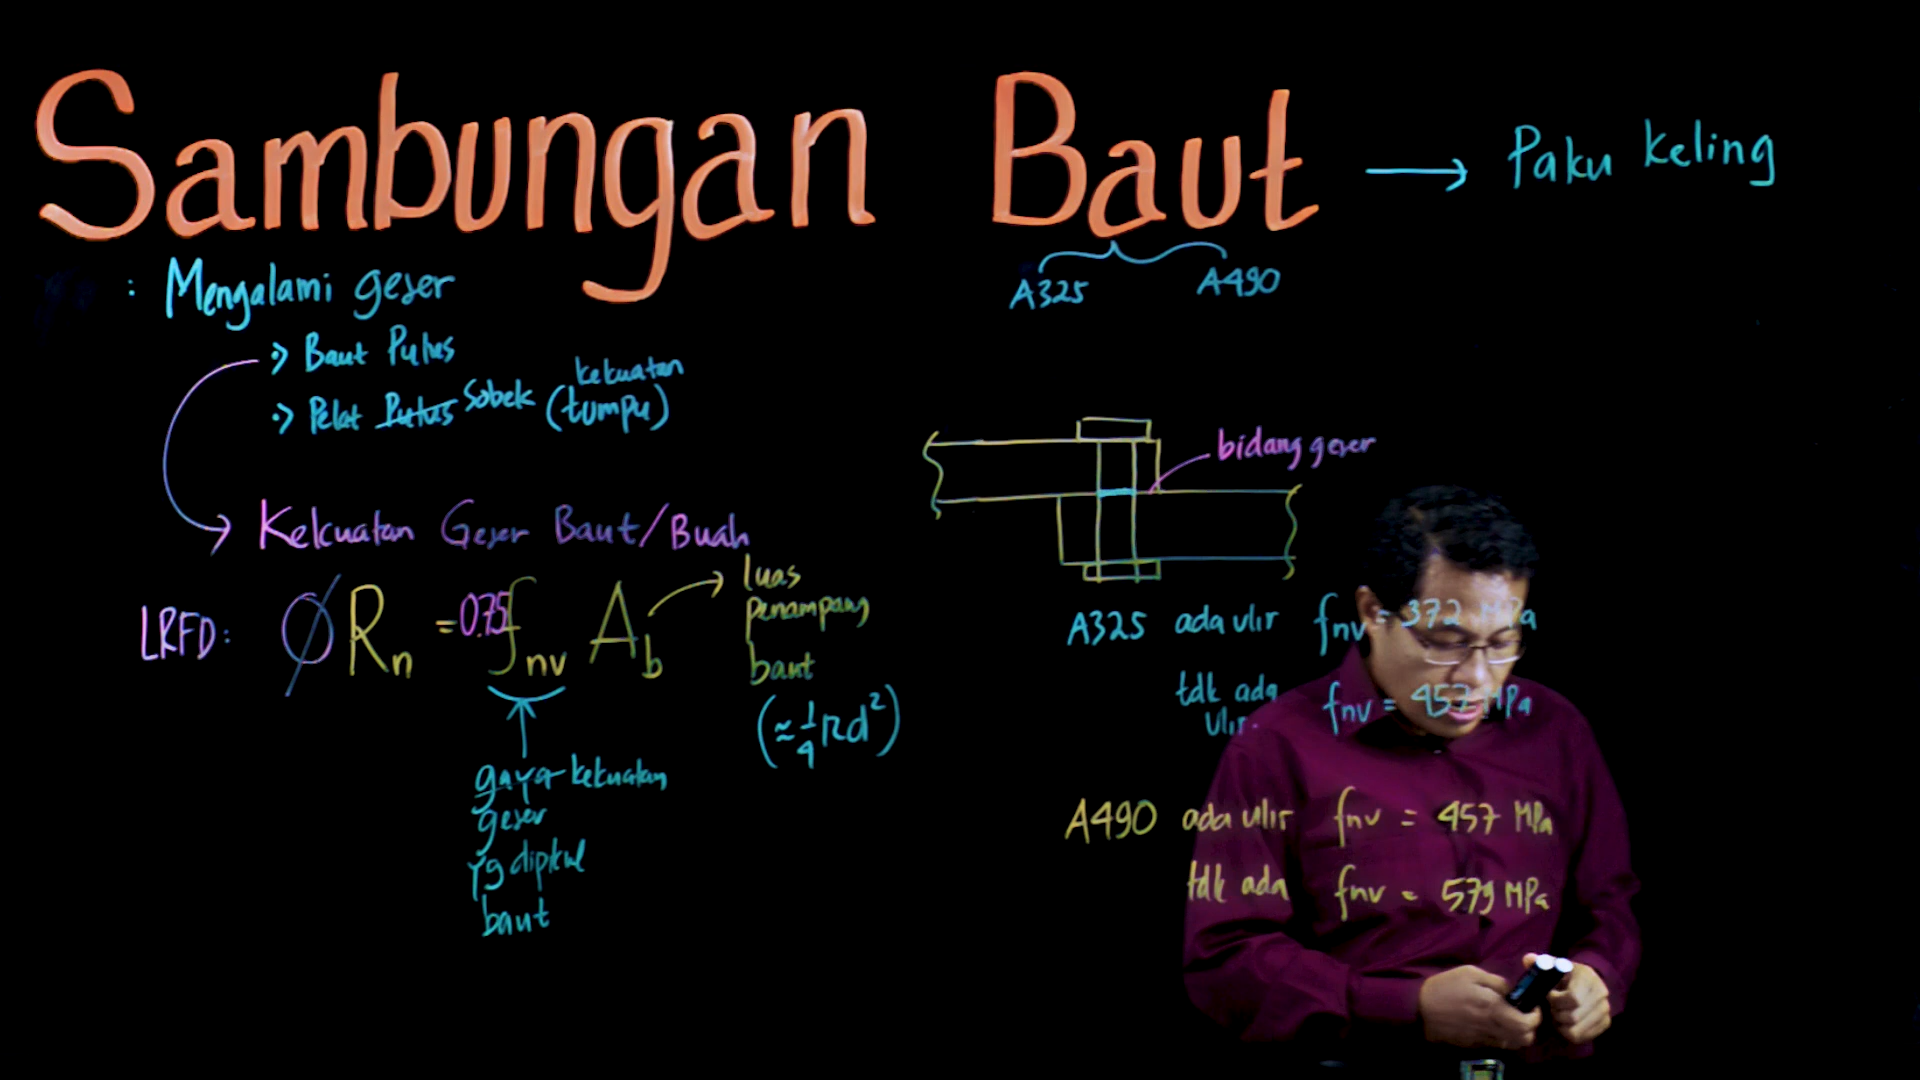 Sambungan Baut → Paku Keling
A325 A490
: Mengalami geser
•> Baut Putus
•> Pelat Putus Sobek (kekuatan tumpu)
bidang geser
→ Kekuatan Geser Baut/Buah
LRFD: ØRn = 0.75 fnv Ab → luas
penampang
baut
(≈ 1/4 πd²)
gaya kekuatan
geser
yg dipikul
baut
A325 ada ulir fnv = 372 MPa
tdk ada
ulir. fnv = 457 MPa
A490 ada ulir fnv = 457 MPa
tdk ada fnv = 579 MPa